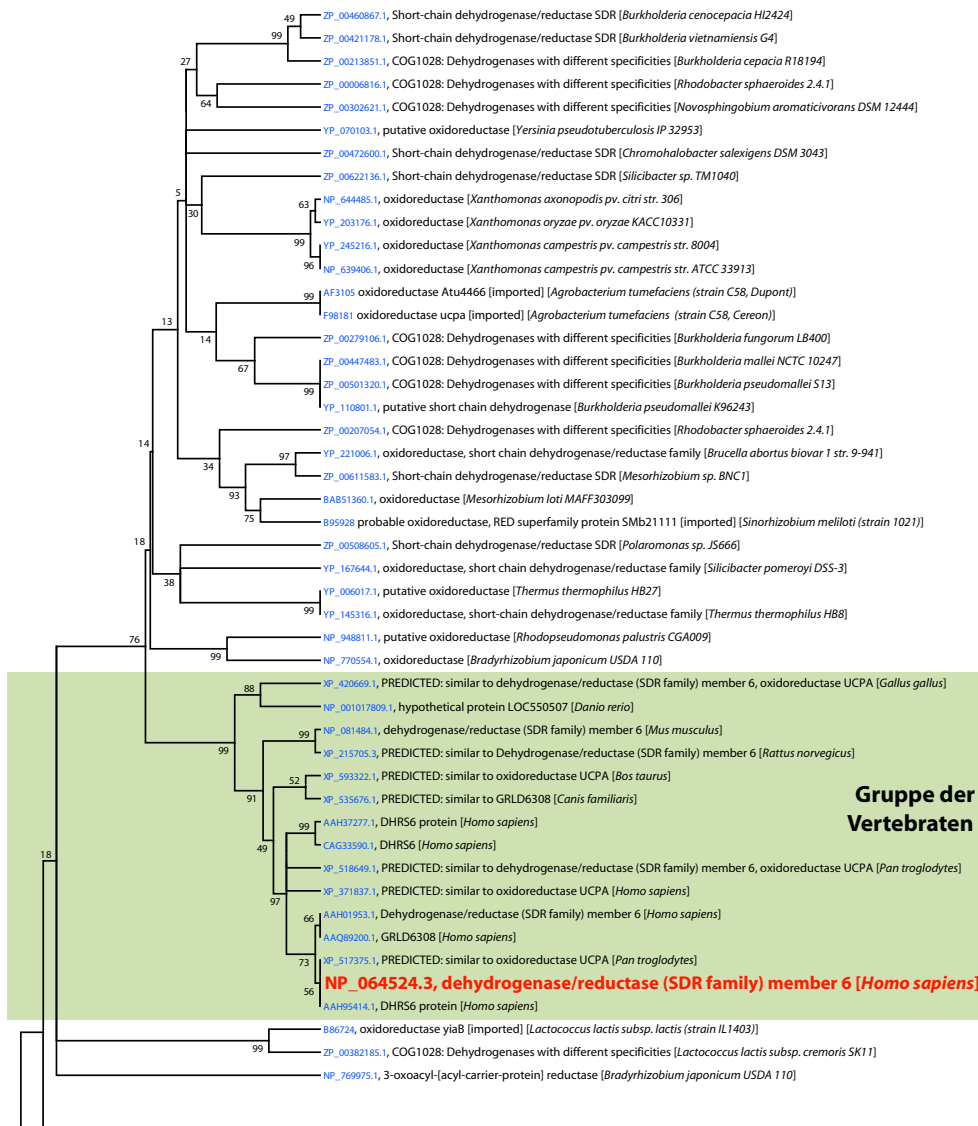 ZP_00460867.1, Short-chain dehydrogenase/reductase SDR [Burkholderia cenocepacia HI2424]
ZP_00421178.1, Short-chain dehydrogenase/reductase SDR [Burkholderia vietnamiensis G4]
ZP_00213851.1, COG1028: Dehydrogenases with different specificities [Burkholderia cepacia R18194]
ZP_00006816.1, COG1028: Dehydrogenases with different specificities [Rhodobacter sphaeroides 2.4.1]
ZP_00302621.1, COG1028: Dehydrogenases with different specificities [Novosphingobium aromaticivorans DSM 12444]
YP_070103.1, putative oxidoreductase [Yersinia pseudotuberculosis IP 32953]
ZP_00472600.1, Short-chain dehydrogenase/reductase SDR [Chromohalobacter salexigens DSM 3043]
ZP_00622136.1, Short-chain dehydrogenase/reductase SDR [Silicibacter sp. TM1040]
NP_644485.1, oxidoreductase [Xanthomonas axonopodis pv. citri str. 306]
YP_203176.1, oxidoreductase [Xanthomonas oryzae pv. oryzae KACC10331]
YP_245216.1, oxidoreductase [Xanthomonas campestris pv. campestris str. 8004]
NP_639406.1, oxidoreductase [Xanthomonas campestris pv. campestris str. ATCC 33913]
AF3105 oxidoreductase Atu4466 [imported] [Agrobacterium tumefaciens (strain C58, Dupont)]
F98181 oxidoreductase ucpa [imported] [Agrobacterium tumefaciens (strain C58, Cereon)]
ZP_00279106.1, COG1028: Dehydrogenases with different specificities [Burkholderia fungorum LB400]
ZP_00447483.1, COG1028: Dehydrogenases with different specificities [Burkholderia mallei NCTC 10247]
ZP_00501320.1, COG1028: Dehydrogenases with different specificities [Burkholderia pseudomallei S13]
YP_110801.1, putative short chain dehydrogenase [Burkholderia pseudomallei K96243]
ZP_00207054.1, COG1028: Dehydrogenases with different specificities [Rhodobacter sphaeroides 2.4.1]
YP_221006.1, oxidoreductase, short chain dehydrogenase/reductase family [Brucella abortus biovar 1 str. 9-941]
ZP_00611583.1, Short-chain dehydrogenase/reductase SDR [Mesorhizobium sp. BNC1]
BAB51360.1, oxidoreductase [Mesorhizobium loti MAFF303099]
B95928 probable oxidoreductase, RED superfamily protein SMb21111 [imported] [Sinorhizobium meliloti (strain 1021)]
ZP_00508605.1, Short-chain dehydrogenase/reductase SDR [Polaromonas sp. JS666]
YP_167644.1, oxidoreductase, short chain dehydrogenase/reductase family [Silicibacter pomeroyi DSS-3]
YP_006017.1, putative oxidoreductase [Thermus thermophilus HB27]
YP_145316.1, oxidoreductase, short-chain dehydrogenase/reductase family [Thermus thermophilus HB8]
NP_948811.1, putative oxidoreductase [Rhodopseudomonas palustris CGA009]
NP_770554.1, oxidoreductase [Bradyrhizobium japonicum USDA 110]
XP_420669.1, PREDICTED: similar to dehydrogenase/reductase (SDR family) member 6, oxidoreductase UCPA [Gallus gallus]
NP_001017809.1, hypothetical protein LOC550507 [Danio rerio]
NP_081484.1, dehydrogenase/reductase (SDR family) member 6 [Mus musculus]
XP_215705.3, PREDICTED: similar to Dehydrogenase/reductase (SDR family) member 6 [Rattus norvegicus]
XP_593322.1, PREDICTED: similar to oxidoreductase UCPA [Bos taurus]
XP_535676.1, PREDICTED: similar to GRLD6308 [Canis familiaris]
AAH37277.1, DHRS6 protein [Homo sapiens]
CAG33590.1, DHRS6 [Homo sapiens]
XP_518649.1, PREDICTED: similar to dehydrogenase/reductase (SDR family) member 6, oxidoreductase UCPA [Pan troglodytes]
XP_371837.1, PREDICTED: similar to oxidoreductase UCPA [Homo sapiens]
AAH01953.1, Dehydrogenase/reductase (SDR family) member 6 [Homo sapiens]
AAQ89200.1, GRLD6308 [Homo sapiens]
XP_517375.1, PREDICTED: similar to oxidoreductase UCPA [Pan troglodytes]
NP_064524.3, dehydrogenase/reductase (SDR family) member 6 [Homo sapiens]
AAH95414.1, DHRS6 protein [Homo sapiens]
B86724, oxidoreductase yiaB [imported] [Lactococcus lactis subsp. lactis (strain IL1403)]
ZP_00382185.1, COG1028: Dehydrogenases with different specificities [Lactococcus lactis subsp. cremoris SK11]
NP_769975.1, 3-oxoacyl-[acyl-carrier-protein] reductase [Bradyrhizobium japonicum USDA 110]
Gruppe der
Vertebraten
49
99
27
64
5
30
63
99
96
99
13
14
67
99
14
34
97
93
75
18
38
99
76
99
88
99
99
91
52
49
99
97
66
73
56
18
99